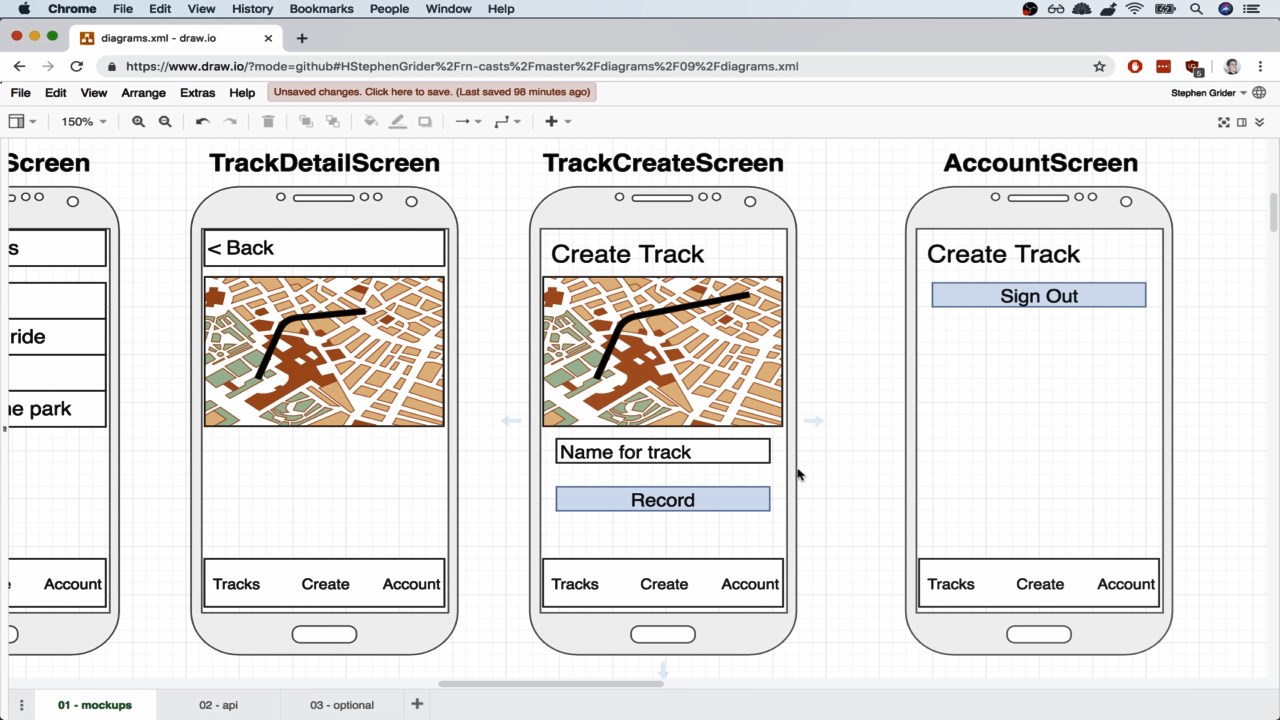 Chrome File Edit View History Bookmarks People Window Help
diagrams.xml - draw.io
https://www.draw.io/?mode=github#HStephenGrider%2Frn-casts%2Fmaster%2Fdiagrams%2F09%2Fdiagrams.xml
5
File Edit View Arrange Extras Help Unsaved changes. Click here to save. (Last saved 98 minutes ago) Stephen Grider
150%
Screen TrackDetailScreen TrackCreateScreen AccountScreen
s < Back Create Track Create Track
Sign Out
ride
e park
Name for track
Record
Account Tracks Create Account Tracks Create Account Tracks Create Account
01 - mockups 02 - api 03 - optional